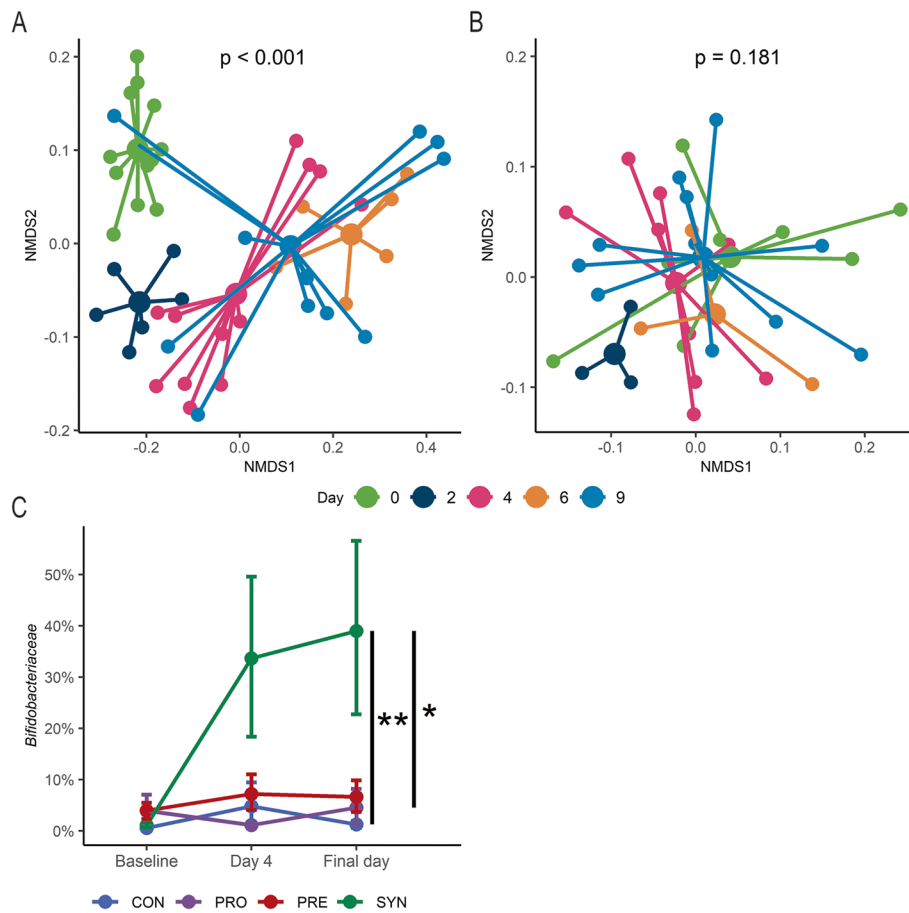 A
p < 0.001
NMDS2
0.2
0.1
0.0
-0.1
-0.2
-0.2
0.0
0.2
0.4
NMDS1
B
p = 0.181
NMDS2
0.2
0.1
0.0
-0.1
-0.1
0.0
0.1
0.2
NMDS1
Day 0 2 4 6 9
C
Bifidobacteriaceae
50%
40%
30%
20%
10%
0%
** *
Baseline Day 4 Final day
CON PRO PRE SYN